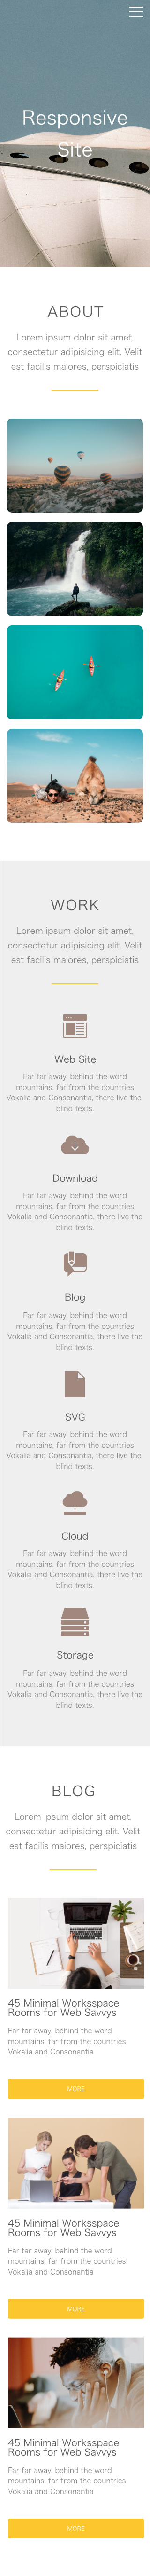 Responsive
Site
ABOUT
Lorem ipsum dolor sit amet,
consectetur adipisicing elit. Velit
est facilis maiores, perspiciatis
WORK
Lorem ipsum dolor sit amet,
consectetur adipisicing elit. Velit
est facilis maiores, perspiciatis
Web Site
Far far away, behind the word
mountains, far from the countries
Vokalia and Consonantia, there live the
blind texts.
Download
Far far away, behind the word
mountains, far from the countries
Vokalia and Consonantia, there live the
blind texts.
Blog
Far far away, behind the word
mountains, far from the countries
Vokalia and Consonantia, there live the
blind texts.
SVG
Far far away, behind the word
mountains, far from the countries
Vokalia and Consonantia, there live the
blind texts.
Cloud
Far far away, behind the word
mountains, far from the countries
Vokalia and Consonantia, there live the
blind texts.
Storage
Far far away, behind the word
mountains, far from the countries
Vokalia and Consonantia, there live the
blind texts.
BLOG
Lorem ipsum dolor sit amet,
consectetur adipisicing elit. Velit
est facilis maiores, perspiciatis
45 Minimal Worksspace
Rooms for Web Savvys
Far far away, behind the word
mountains, far from the countries
Vokalia and Consonantia
MORE
45 Minimal Worksspace
Rooms for Web Savvys
Far far away, behind the word
mountains, far from the countries
Vokalia and Consonantia
MORE
45 Minimal Worksspace
Rooms for Web Savvys
Far far away, behind the word
mountains, far from the countries
Vokalia and Consonantia
MORE